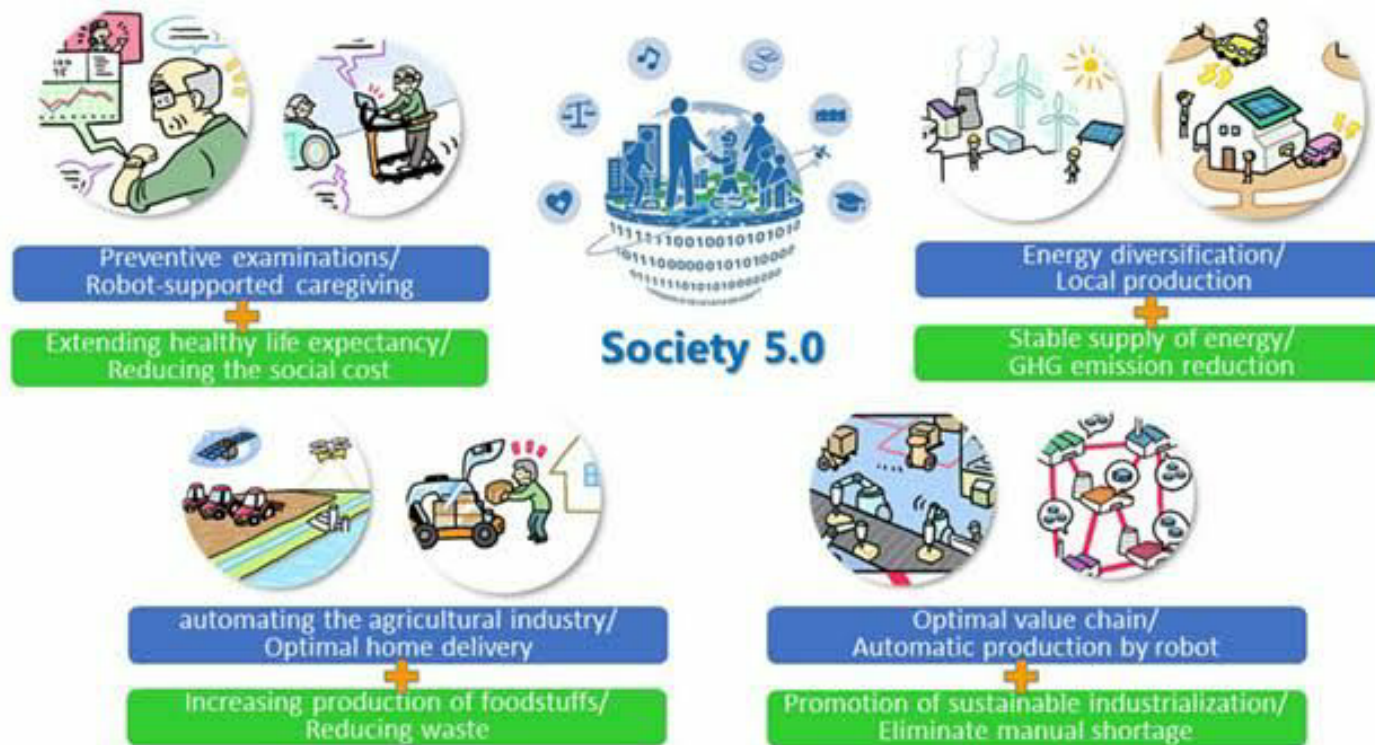 Preventive examinations/
Robot-supported caregiving
Extending healthy life expectancy/
Reducing the social cost
1111111001001010101010
Society 5.0
Energy diversification/
Local production
Stable supply of energy/
GHG emission reduction
automating the agricultural industry/
Optimal home delivery
Increasing production of foodstuffs/
Reducing waste
Optimal value chain/
Automatic production by robot
Promotion of sustainable industrialization/
Eliminate manual shortage